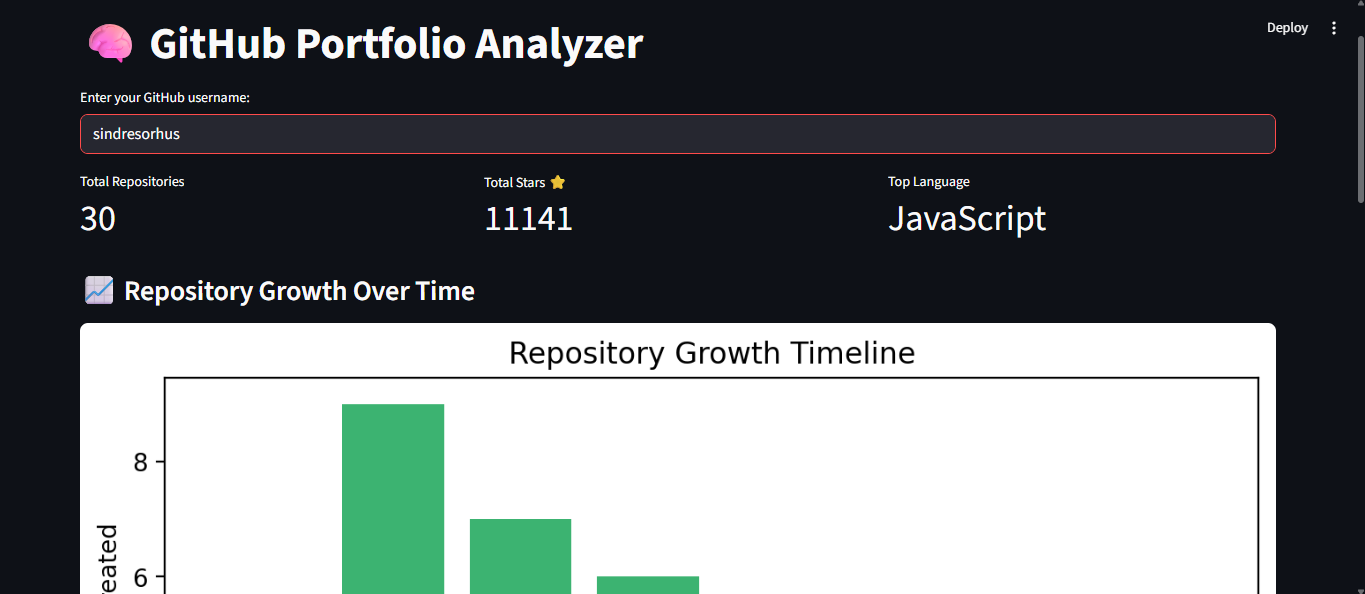 GitHub Portfolio Analyzer
Deploy
Enter your GitHub username:
sindresorhus
Total Repositories
30
Total Stars
11141
Top Language
JavaScript
Repository Growth Over Time
Repository Growth Timeline
8
6